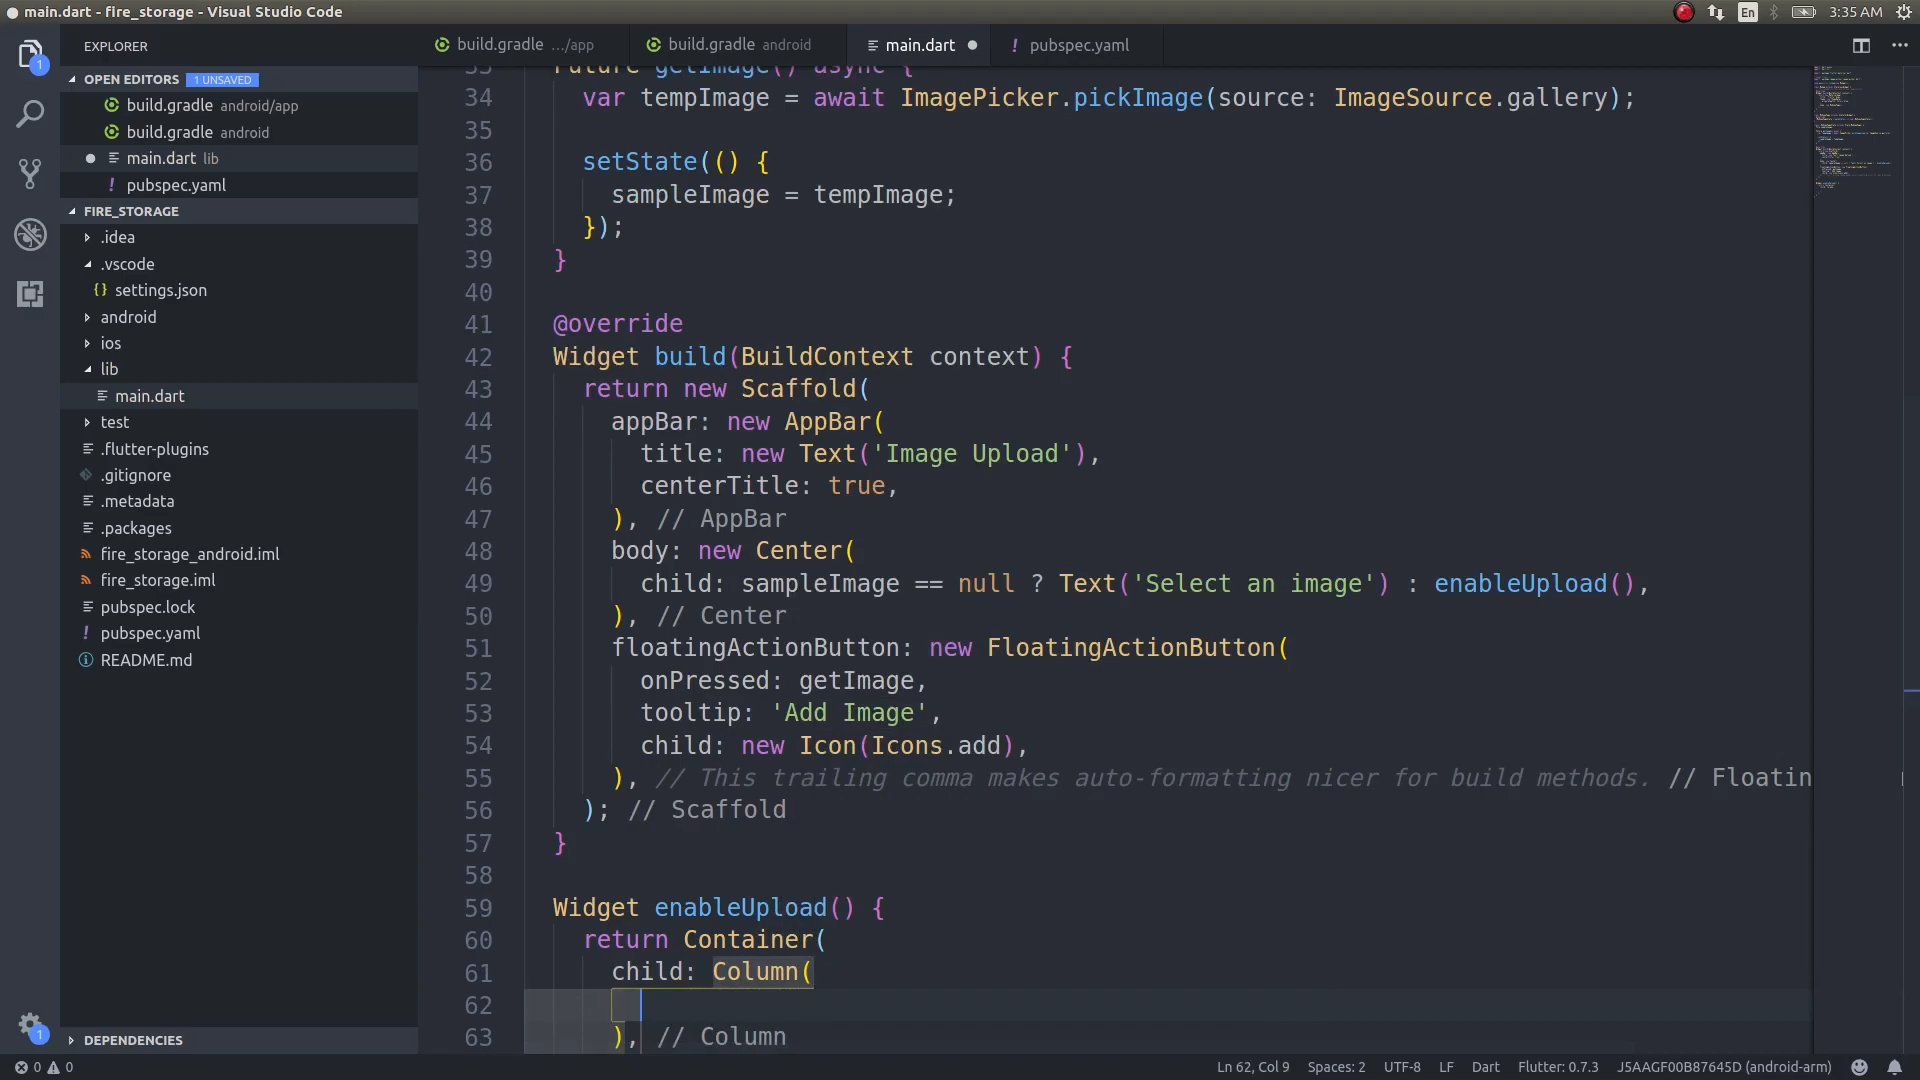 main.dart - fire_storage - Visual Studio Code
En
3:35 AM
EXPLORER
build.gradle .../app
build.gradle android
main.dart
! pubspec.yaml
1
OPEN EDITORS 1 UNSAVED
build.gradle android/app
build.gradle android
main.dart lib
! pubspec.yaml
FIRE_STORAGE
.idea
.vscode
{} settings.json
android
ios
lib
main.dart
test
.flutter-plugins
.gitignore
.metadata
.packages
fire_storage_android.iml
fire_storage.iml
pubspec.lock
! pubspec.yaml
README.md
DEPENDENCIES
1
33 Future getImage() async {
34 var tempImage = await ImagePicker.pickImage(source: ImageSource.gallery);
35
36 setState(() {
37 sampleImage = tempImage;
38 });
39 }
40
41 @override
42 Widget build(BuildContext context) {
43 return new Scaffold(
44 appBar: new AppBar(
45 title: new Text('Image Upload'),
46 centerTitle: true,
47 ), // AppBar
48 body: new Center(
49 child: sampleImage == null ? Text('Select an image') : enableUpload(),
50 ), // Center
51 floatingActionButton: new FloatingActionButton(
52 onPressed: getImage,
53 tooltip: 'Add Image',
54 child: new Icon(Icons.add),
55 ), // This trailing comma makes auto-formatting nicer for build methods. // Floatin
56 ); // Scaffold
57 }
58
59 Widget enableUpload() {
60 return Container(
61 child: Column(
62
63 ), // Column
0 0
Ln 62, Col 9
Spaces: 2
UTF-8
LF
Dart
Flutter: 0.7.3
J5AAGF00B87645D (android-arm)